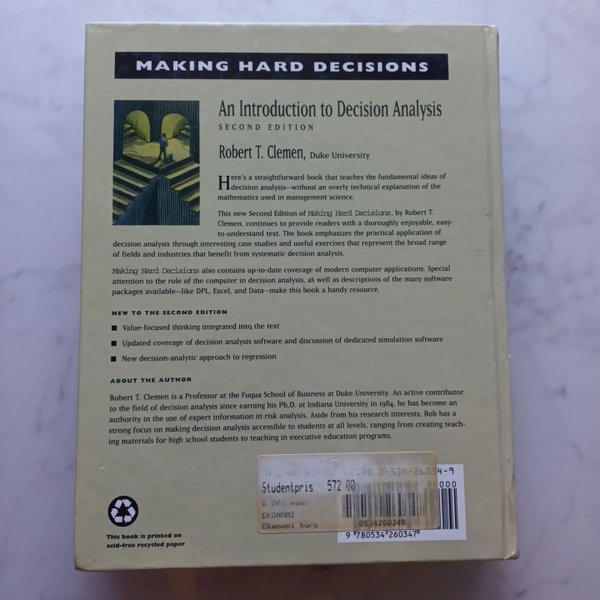 MAKING HARD DECISIONS
An Introduction to Decision Analysis
SECOND EDITION
Robert T. Clemen, Duke University
Here's a straightforward book that teaches the fundamental ideas of
decision analysis—without an overly technical explanation of the
mathematics used in management science.
This new Second Edition of Making Hard Decisions, by Robert T.
Clemen, continues to provide readers with a thoroughly enjoyable, easy-
to-understand text. The book emphasizes the practical application of
decision analysis through interesting case studies and useful exercises that represent the broad range
of fields and industries that benefit from systematic decision analysis.
Making Hard Decisions also contains up-to-date coverage of modern computer applications. Special
attention to the role of the computer in decision analysis, as well as descriptions of the many software
packages available—like DPL, Excel, and Data—make this book a handy resource.
NEW TO THE SECOND EDITION
Value-focused thinking integrated into the text
Updated coverage of decision analysis software and discussion of dedicated simulation software
New decision-analytic approach to regression
ABOUT THE AUTHOR
Robert T. Clemen is a Professor at the Fuqua School of Business at Duke University. An active contributor
to the field of decision analysis since earning his Ph.D. at Indiana University in 1984, he has become an
authority in the use of expert information in risk analysis. Aside from his research interests, Bob has a
strong focus on making decision analysis accessible to students at all levels, ranging from creating teach-
ing materials for high school students to teaching in executive education programs.
Studentpris 572.00
EKONOMI
Ekonomi kurs
0534260349
9 780534 260347
This book is printed on
acid-free recycled paper